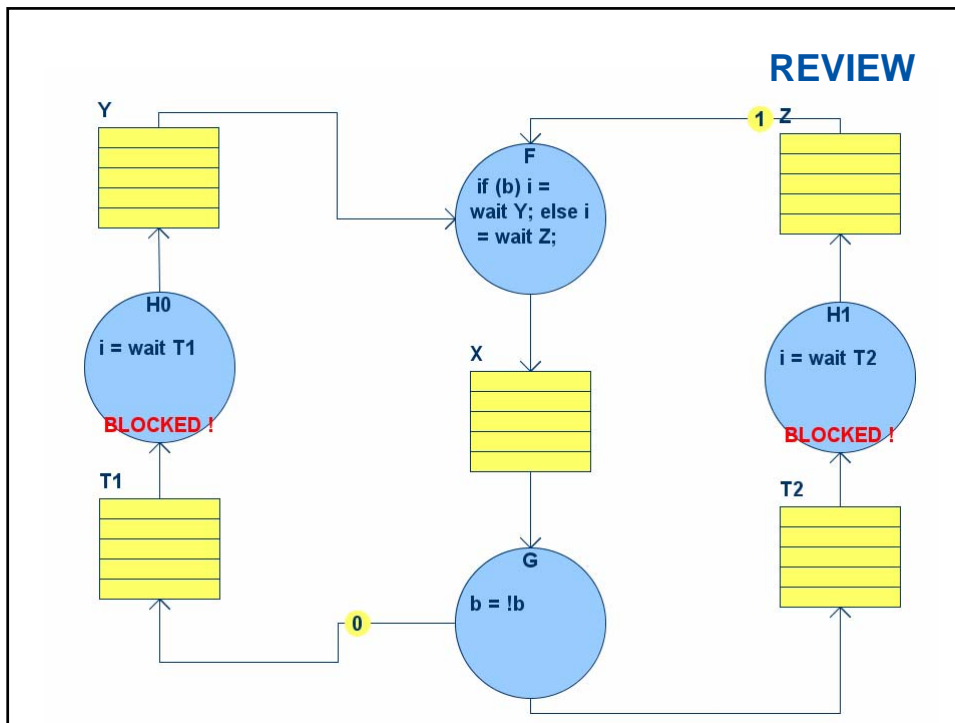 REVIEW
Y
1
Z
F
if (b) i =
wait Y; else i
= wait Z;
H0
i = wait T1
BLOCKED !
X
H1
i = wait T2
BLOCKED !
T1
T2
G
b = !b
0